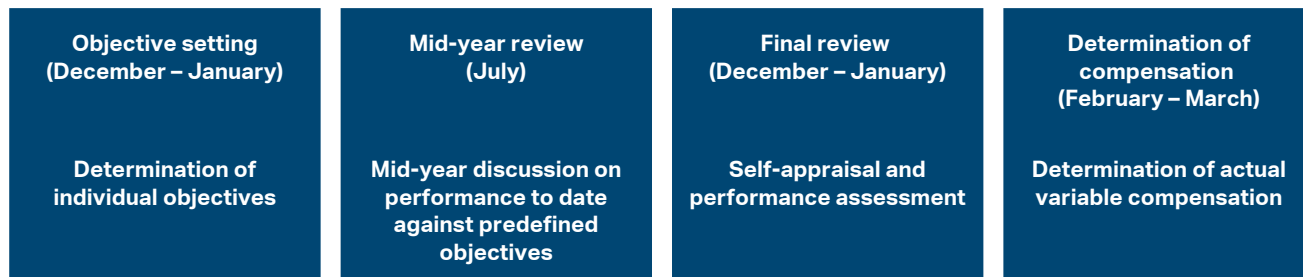 Objective setting
(December – January)
Determination of
individual objectives
Mid-year review
(July)
Mid-year discussion on
performance to date
against predefined
objectives
Final review
(December – January)
Self-appraisal and
performance assessment
Determination of
compensation
(February – March)
Determination of actual
variable compensation